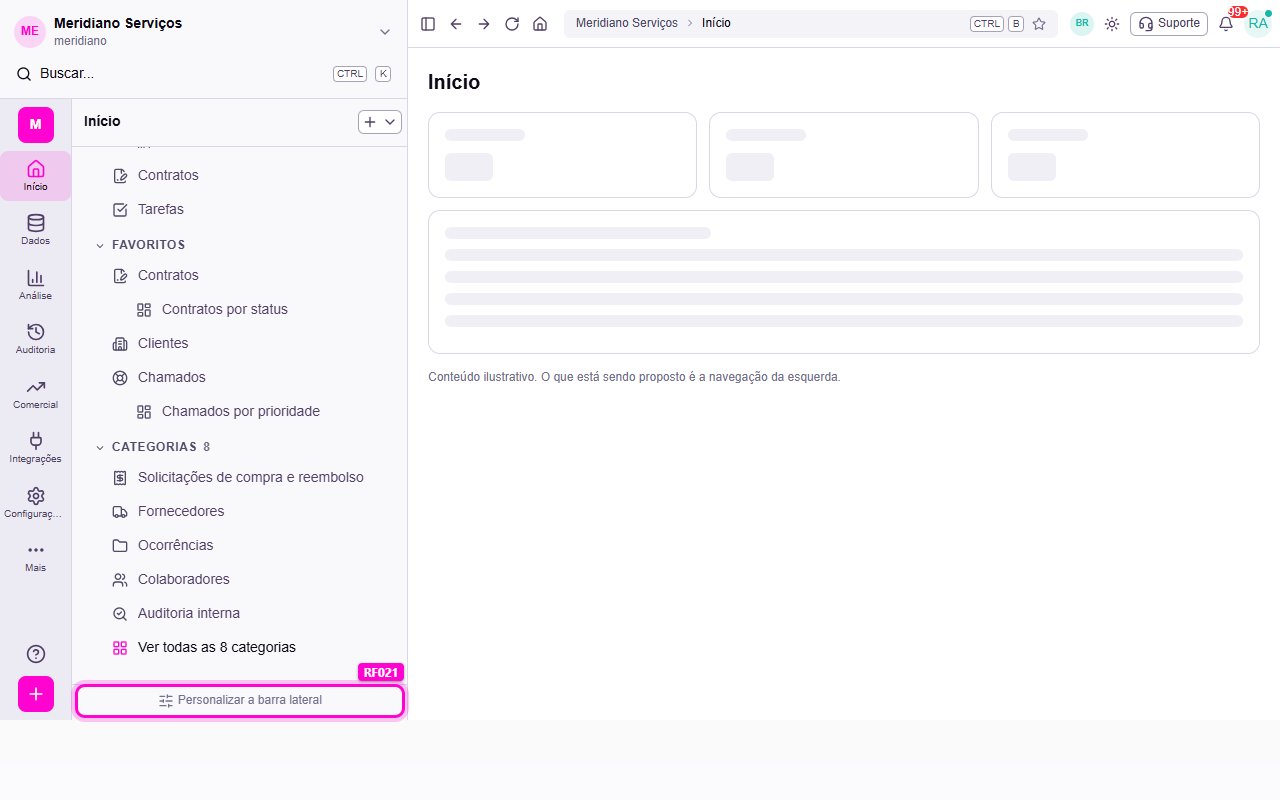 ME
Meridiano Serviços
meridiano
Buscar...
CTRL K
M
Início
Dados
Análise
Auditoria
Comercial
Integrações
Configuraç...
Mais
Início
Contratos
Tarefas
FAVORITOS
Contratos
Contratos por status
Clientes
Chamados
Chamados por prioridade
CATEGORIAS 8
Solicitações de compra e reembolso
Fornecedores
Ocorrências
Colaboradores
Auditoria interna
Ver todas as 8 categorias
RF021
Personalizar a barra lateral
Meridiano Serviços > Início
CTRL B
BR
Suporte
99+
RA
Início
Conteúdo ilustrativo. O que está sendo proposto é a navegação da esquerda.